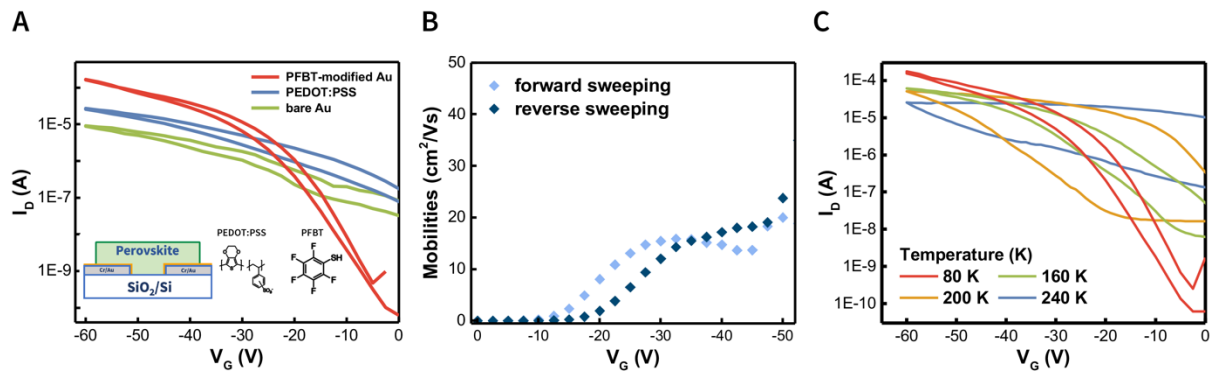 A
1E-5
1E-7
1E-9
I_D (A)
PFBT-modified Au
PEDOT:PSS
bare Au
Perovskite
Cr/Au
Cr/Au
SiO₂/Si
PEDOT:PSS
PFBT
F
F
F
F
F
SH
-60
-50
-40
-30
-20
-10
0
V_G (V)
B
50
40
30
20
10
0
Mobilities (cm²/Vs)
forward sweeping
reverse sweeping
0
-10
-20
-30
-40
-50
V_G (V)
C
1E-4
1E-5
1E-6
1E-7
1E-8
1E-9
1E-10
I_D (A)
Temperature (K)
80 K
160 K
200 K
240 K
-60
-50
-40
-30
-20
-10
0
V_G (V)